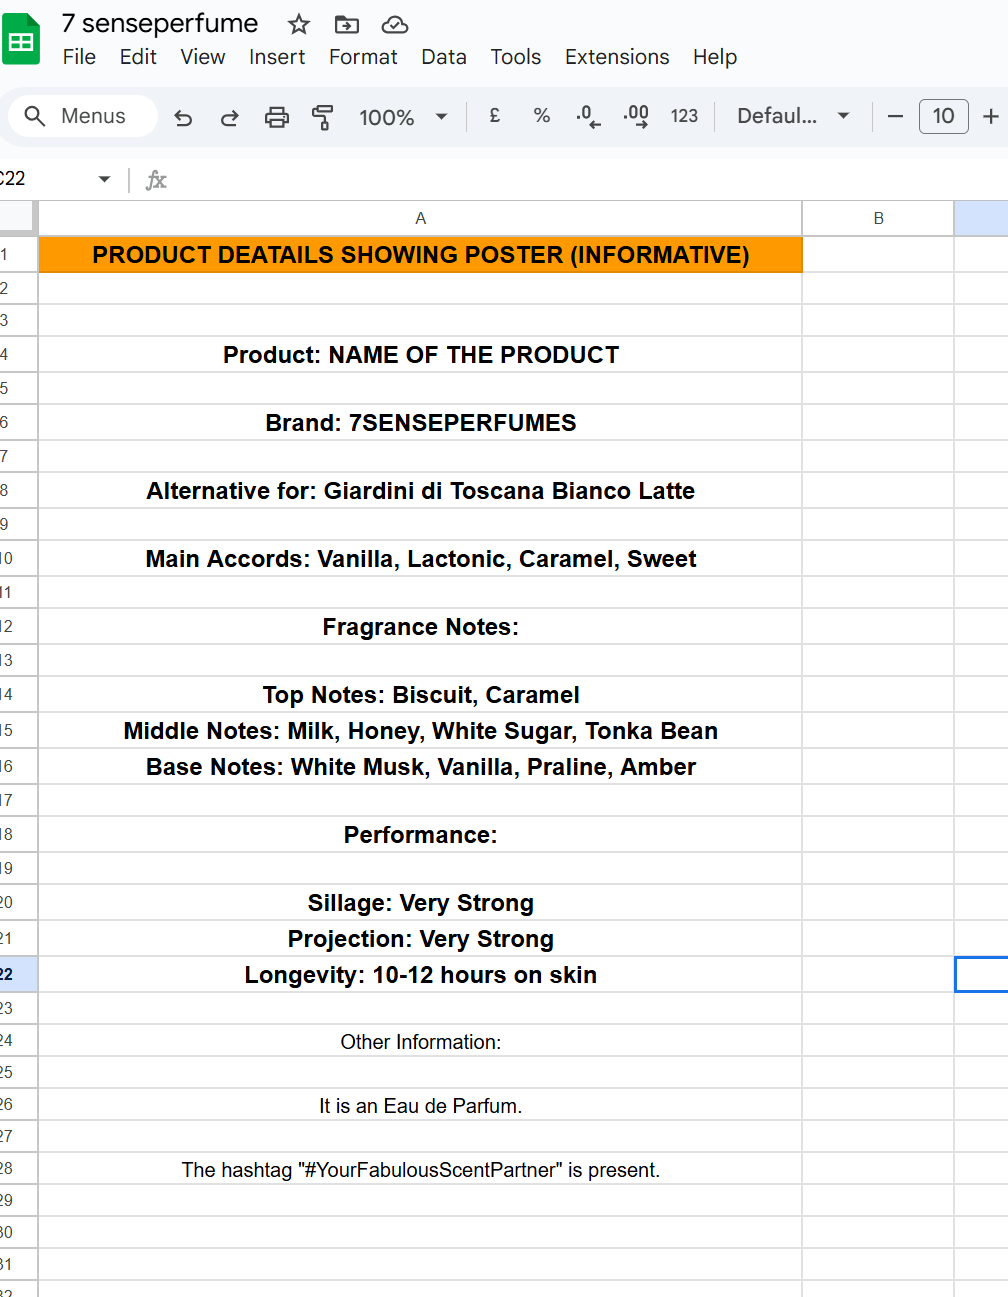 7 senseperfume
File Edit View Insert Format Data Tools Extensions Help
Menus 100% £ % .0 .00 123 Defaul... 10
C22
A B
1 PRODUCT DEATAILS SHOWING POSTER (INFORMATIVE)
2
3
4 Product: NAME OF THE PRODUCT
5
6 Brand: 7SENSEPERFUMES
7
8 Alternative for: Giardini di Toscana Bianco Latte
9
10 Main Accords: Vanilla, Lactonic, Caramel, Sweet
11
12 Fragrance Notes:
13
14 Top Notes: Biscuit, Caramel
15 Middle Notes: Milk, Honey, White Sugar, Tonka Bean
16 Base Notes: White Musk, Vanilla, Praline, Amber
17
18 Performance:
19
20 Sillage: Very Strong
21 Projection: Very Strong
22 Longevity: 10-12 hours on skin
23
24 Other Information:
25
26 It is an Eau de Parfum.
27
28 The hashtag "#YourFabulousScentPartner" is present.
29
30
31
32